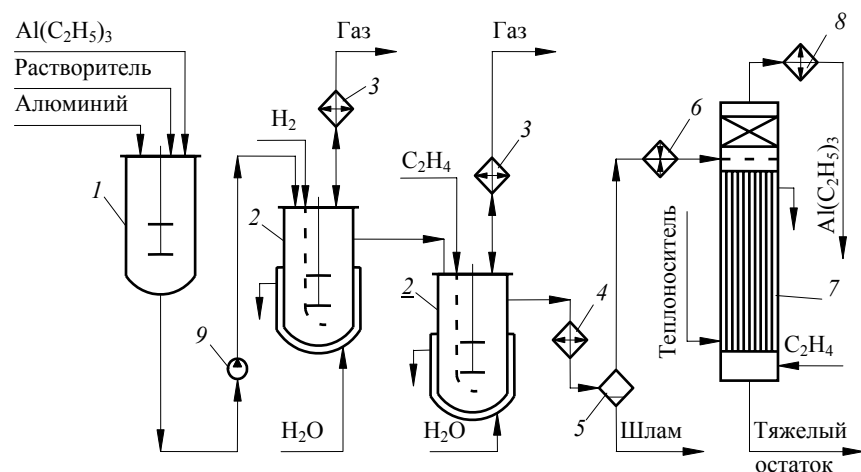 Al(C₂H₅)₃
Растворитель
Алюминий
1
9
H₂
Газ
3
2
H₂O
C₂H₄
Газ
3
2
H₂O
4
5
Шлам
6
8
Al(C₂H₅)₃
Теплоноситель
7
C₂H₄
Тяжелый
остаток